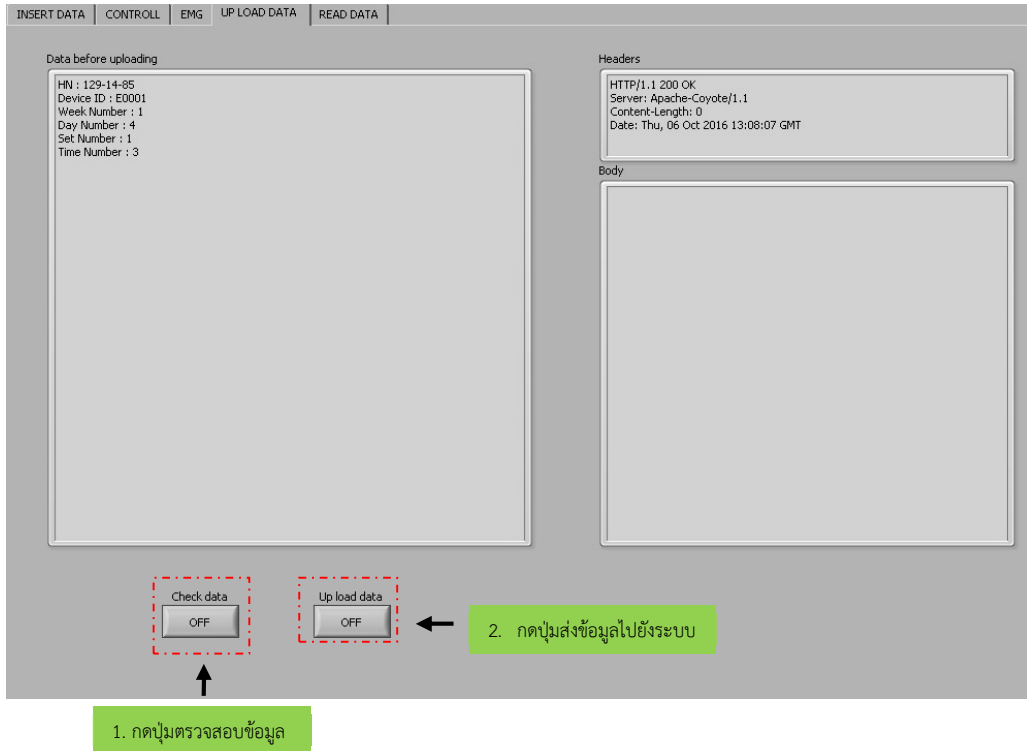 INSERT DATA
CONTROLL
EMG
UP LOAD DATA
READ DATA
Data before uploading
HN : 129-14-85
Device ID : E0001
Week Number : 1
Day Number : 4
Set Number : 1
Time Number : 3
Headers
HTTP/1.1 200 OK
Server: Apache-Coyote/1.1
Content-Length: 0
Date: Thu, 06 Oct 2016 13:08:07 GMT
Body
Check data
OFF
Up load data
OFF
2. กดปุ่มส่งข้อมูลไปยังระบบ
1. กดปุ่มตรวจสอบข้อมูล